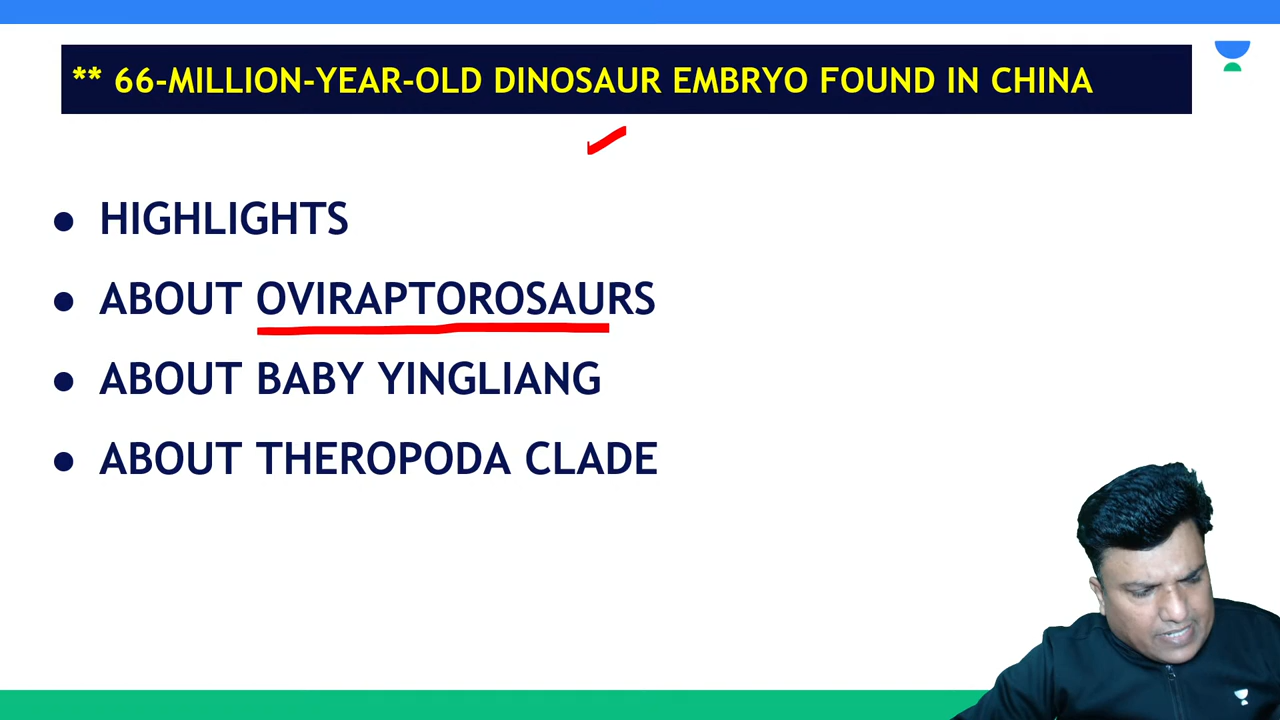 ** 66-MILLION-YEAR-OLD DINOSAUR EMBRYO FOUND IN CHINA
● HIGHLIGHTS
● ABOUT OVIRAPTOROSAURS
● ABOUT BABY YINGLIANG
● ABOUT THEROPODA CLADE